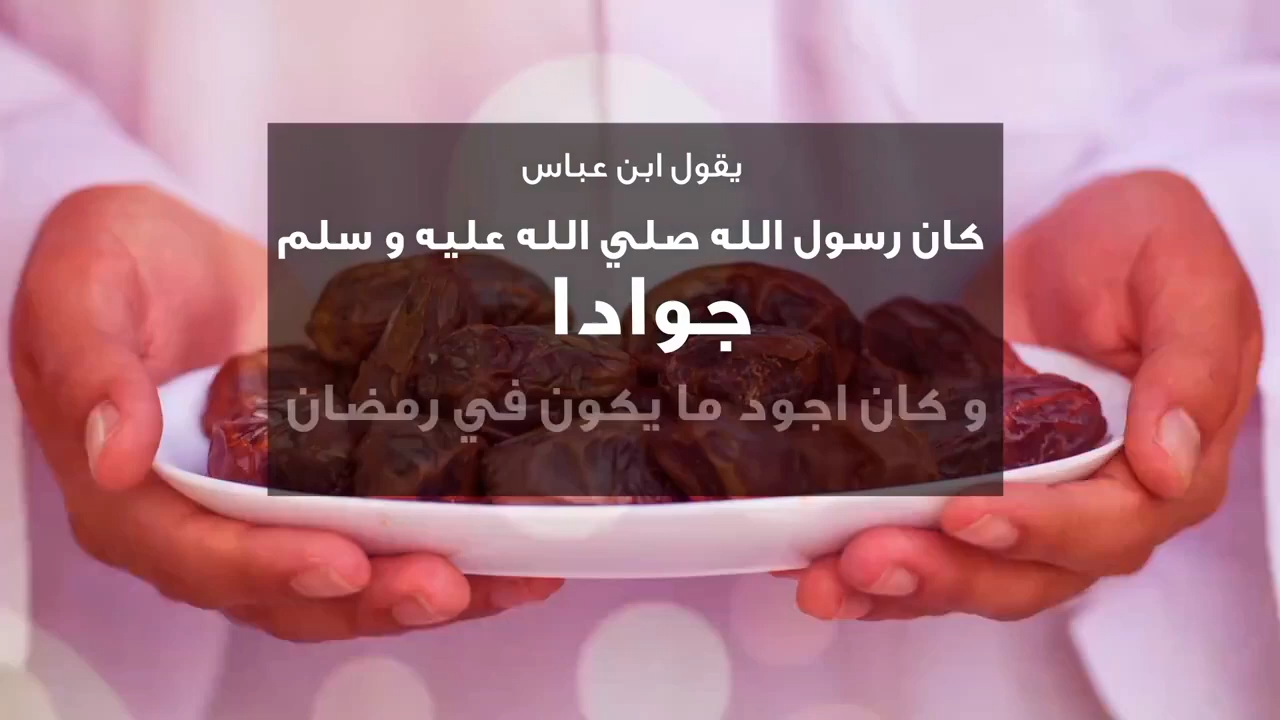 يقول ابن عباس
كان رسول الله صلي الله عليه و سلم
جوادا
و كان اجود ما يكون في رمضان